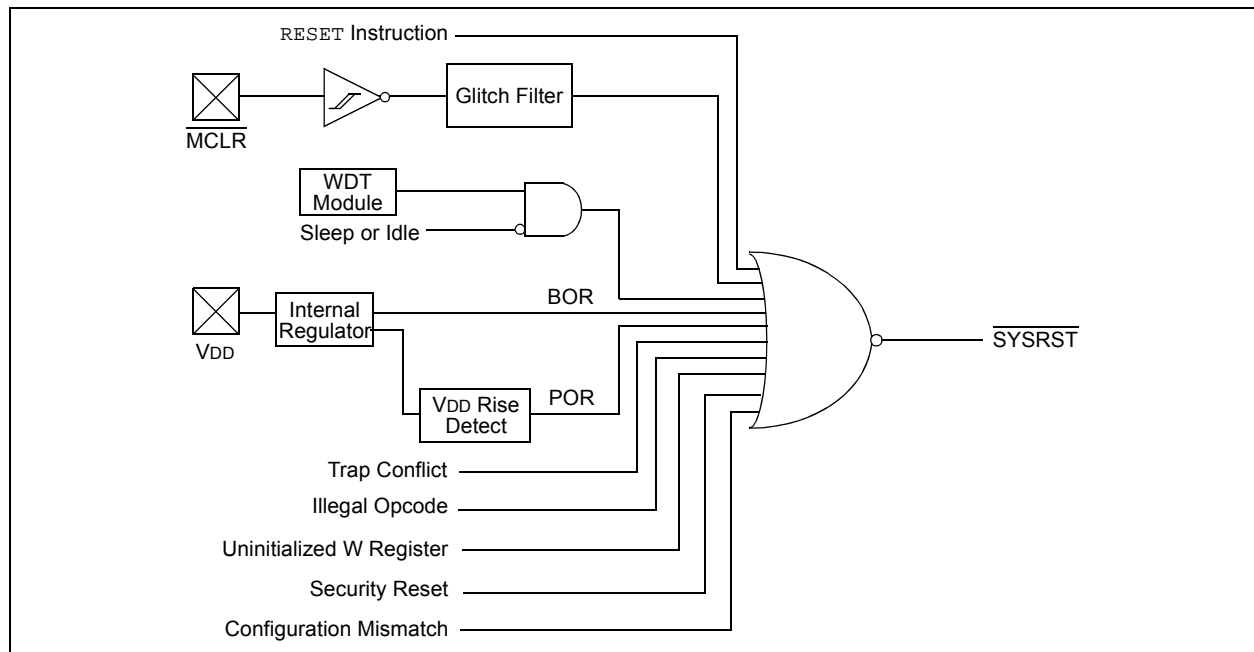 RESET Instruction
Glitch Filter
MCLR
WDT
Module
Sleep or Idle
BOR
Internal
Regulator
VDD
SYSRST
VDD Rise
Detect
POR
Trap Conflict
Illegal Opcode
Uninitialized W Register
Security Reset
Configuration Mismatch